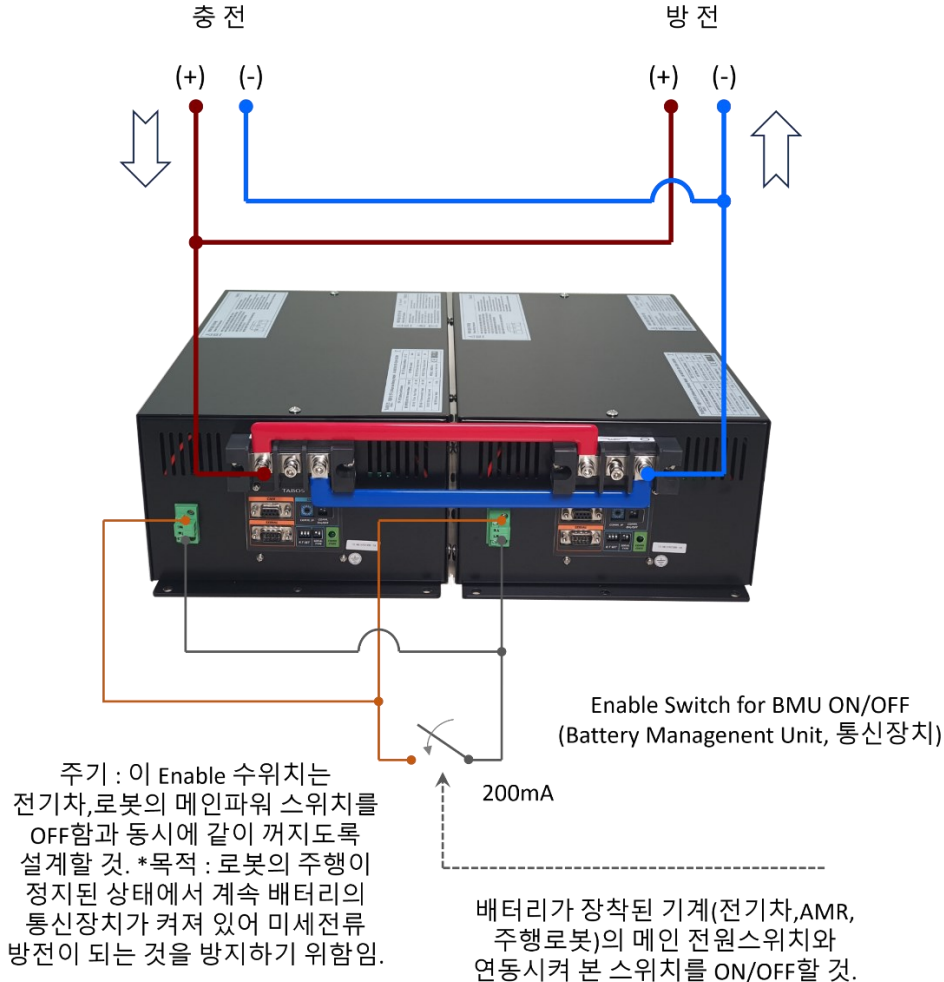 충 전
방 전
(+) (-)
(+) (-)
Enable Switch for BMU ON/OFF
(Battery Managenent Unit, 통신장치)
200mA
주기 : 이 Enable 수위치는
전기차,로봇의 메인파워 스위치를
OFF함과 동시에 같이 꺼지도록
설계할 것. *목적 : 로봇의 주행이
정지된 상태에서 계속 배터리의
통신장치가 켜져 있어 미세전류
방전이 되는 것을 방지하기 위함임.
배터리가 장착된 기계(전기차,AMR,
주행로봇)의 메인 전원스위치와
연동시켜 본 스위치를 ON/OFF할 것.